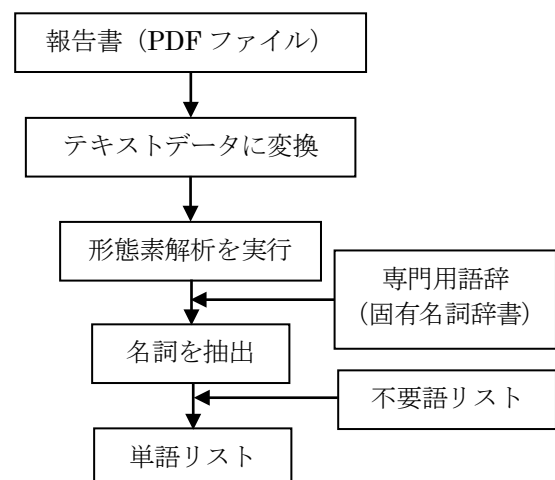 報告書（PDF ファイル）
テキストデータに変換
形態素解析を実行
専門用語辞
（固有名詞辞書）
名詞を抽出
不要語リスト
単語リスト